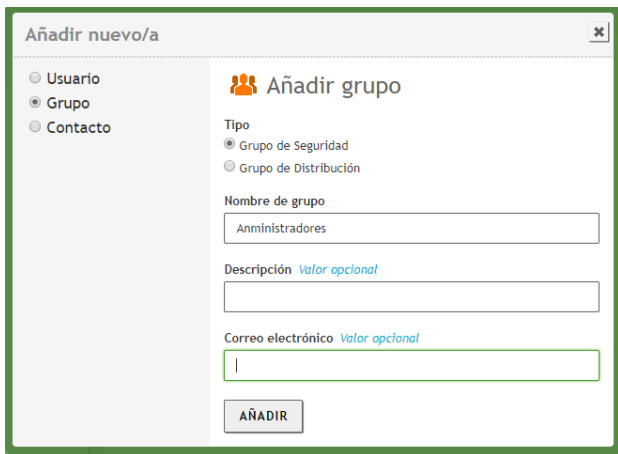 Añadir nuevo/a
Usuario
Grupo
Contacto
Añadir grupo
Tipo
Grupo de Seguridad
Grupo de Distribución
Nombre de grupo
Anministradores
Descripción Valor opcional
Correo electrónico Valor opcional
AÑADIR